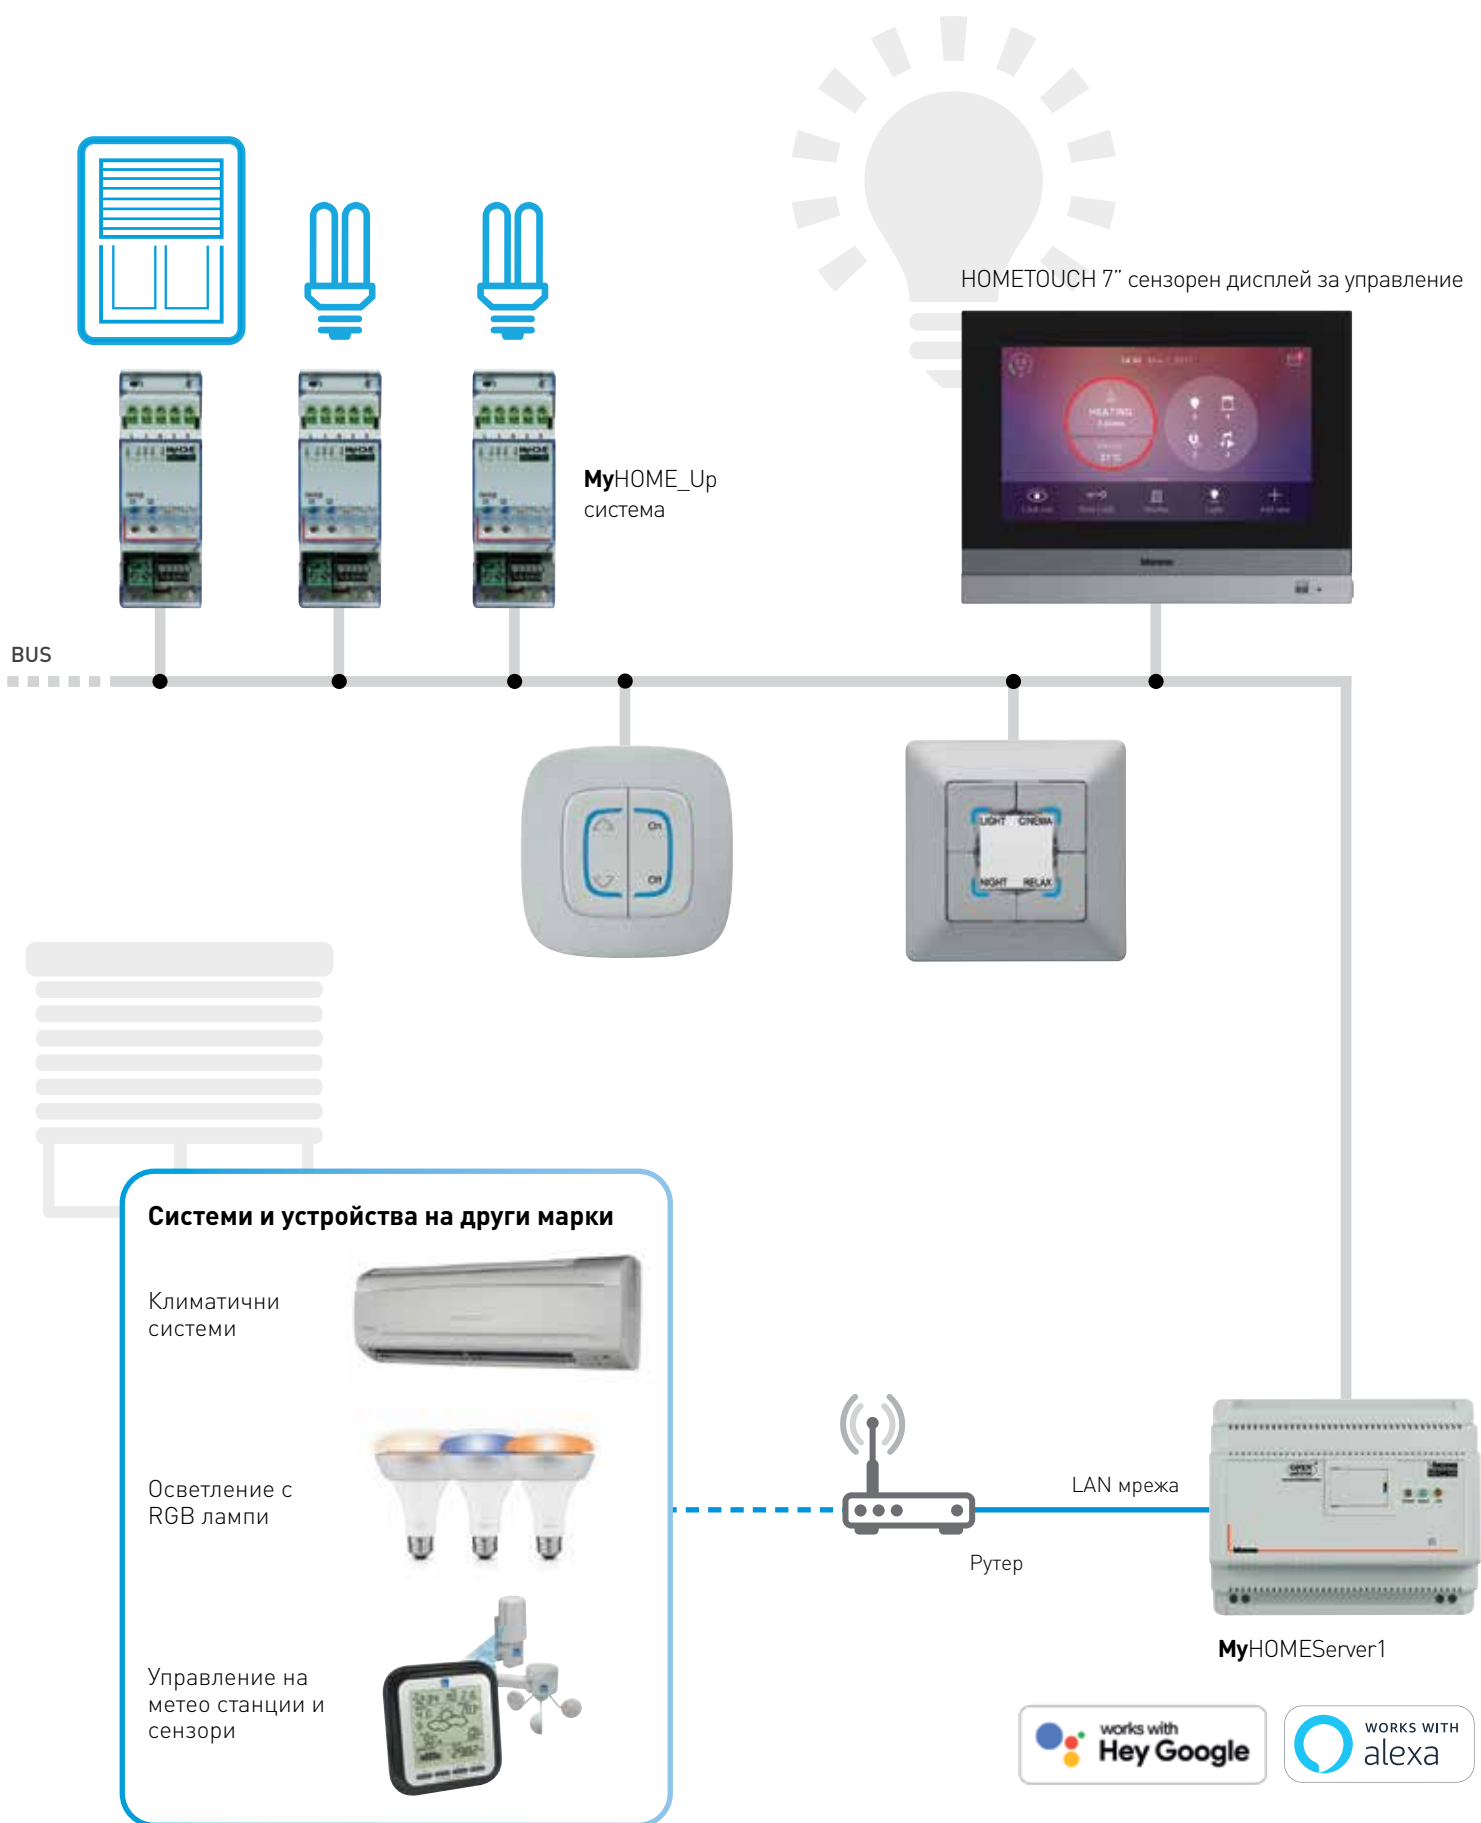 HOMETOUCH 7” сензорен дисплей за управление
HEATING
MyHOME_Up
система
BUS
On
Off
LIGHT CINEMA
NIGHT RELAX
Системи и устройства на други марки
Климатични
системи
Осветление с
RGB лампи
Управление на
метео станции и
сензори
LAN мрежа
Рутер
MyHOMEServer1
works with
Hey Google
WORKS WITH
alexa